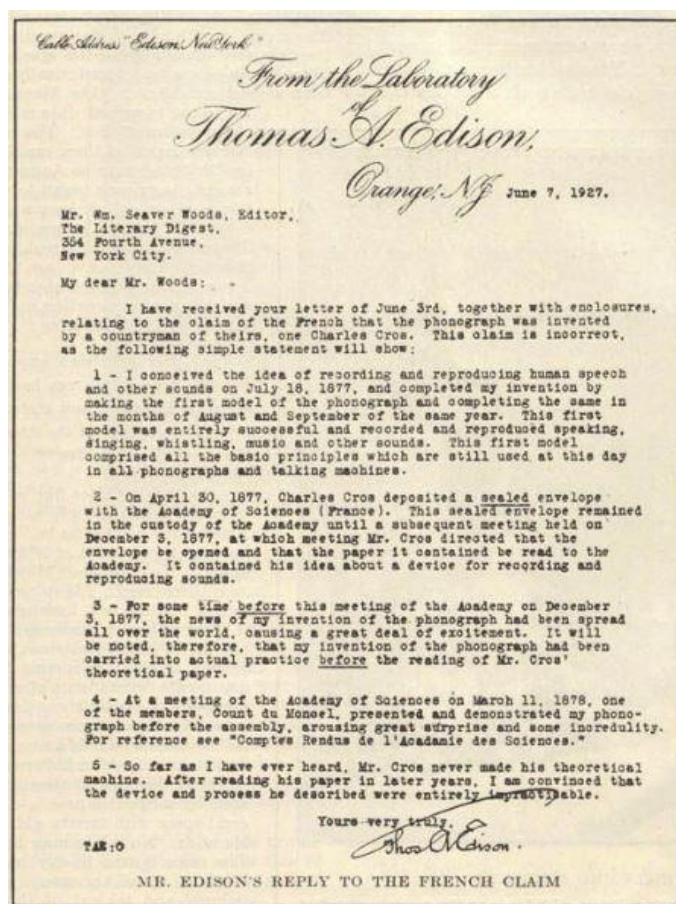 Cable Address "Edison, New York"
From the Laboratory
of
Thomas A. Edison,
Orange, N.J. June 7, 1927.
Mr. Wm. Seaver Woods, Editor,
The Literary Digest,
354 Fourth Avenue,
New York City.
My dear Mr. Woods:
I have received your letter of June 3rd, together with enclosures,
relating to the claim of the French that the phonograph was invented
by a countryman of theirs, one Charles Cros. This claim is incorrect,
as the following simple statement will show:
1 - I conceived the idea of recording and reproducing human speech
and other sounds on July 18, 1877, and completed my invention by
making the first model of the phonograph and completing the same in
the months of August and September of the same year. This first
model was entirely successful and recorded and reproduced speaking,
singing, whistling, music and other sounds. This first model
comprised all the basic principles which are still used at this day
in all phonographs and talking machines.
2 - On April 30, 1877, Charles Cros deposited a sealed envelope
with the Academy of Sciences (France). This sealed envelope remained
in the custody of the Academy until a subsequent meeting held on
December 3, 1877, at which meeting Mr. Cros directed that the
envelope be opened and that the paper it contained be read to the
Academy. It contained his idea about a device for recording and
reproducing sounds.
3 - For some time before this meeting of the Academy on December
3, 1877, the news of my invention of the phonograph had been spread
all over the world, causing a great deal of excitement. It will
be noted, therefore, that my invention of the phonograph had been
carried into actual practice before the reading of Mr. Cros'
theoretical paper.
4 - At a meeting of the Academy of Sciences on March 11, 1878, one
of the members, Count du Moncel, presented and demonstrated my phono-
graph before the assembly, arousing great surprise and some incredulity.
For reference see "Comptes Rendus de l'Acadamie des Sciences."
5 - So far as I have ever heard, Mr. Cros never made his theoretical
machine. After reading his paper in later years, I am convinced that
the device and process he described were entirely impracticable.
Yours very truly,
TAE:O Thos A Edison.
MR. EDISON'S REPLY TO THE FRENCH CLAIM